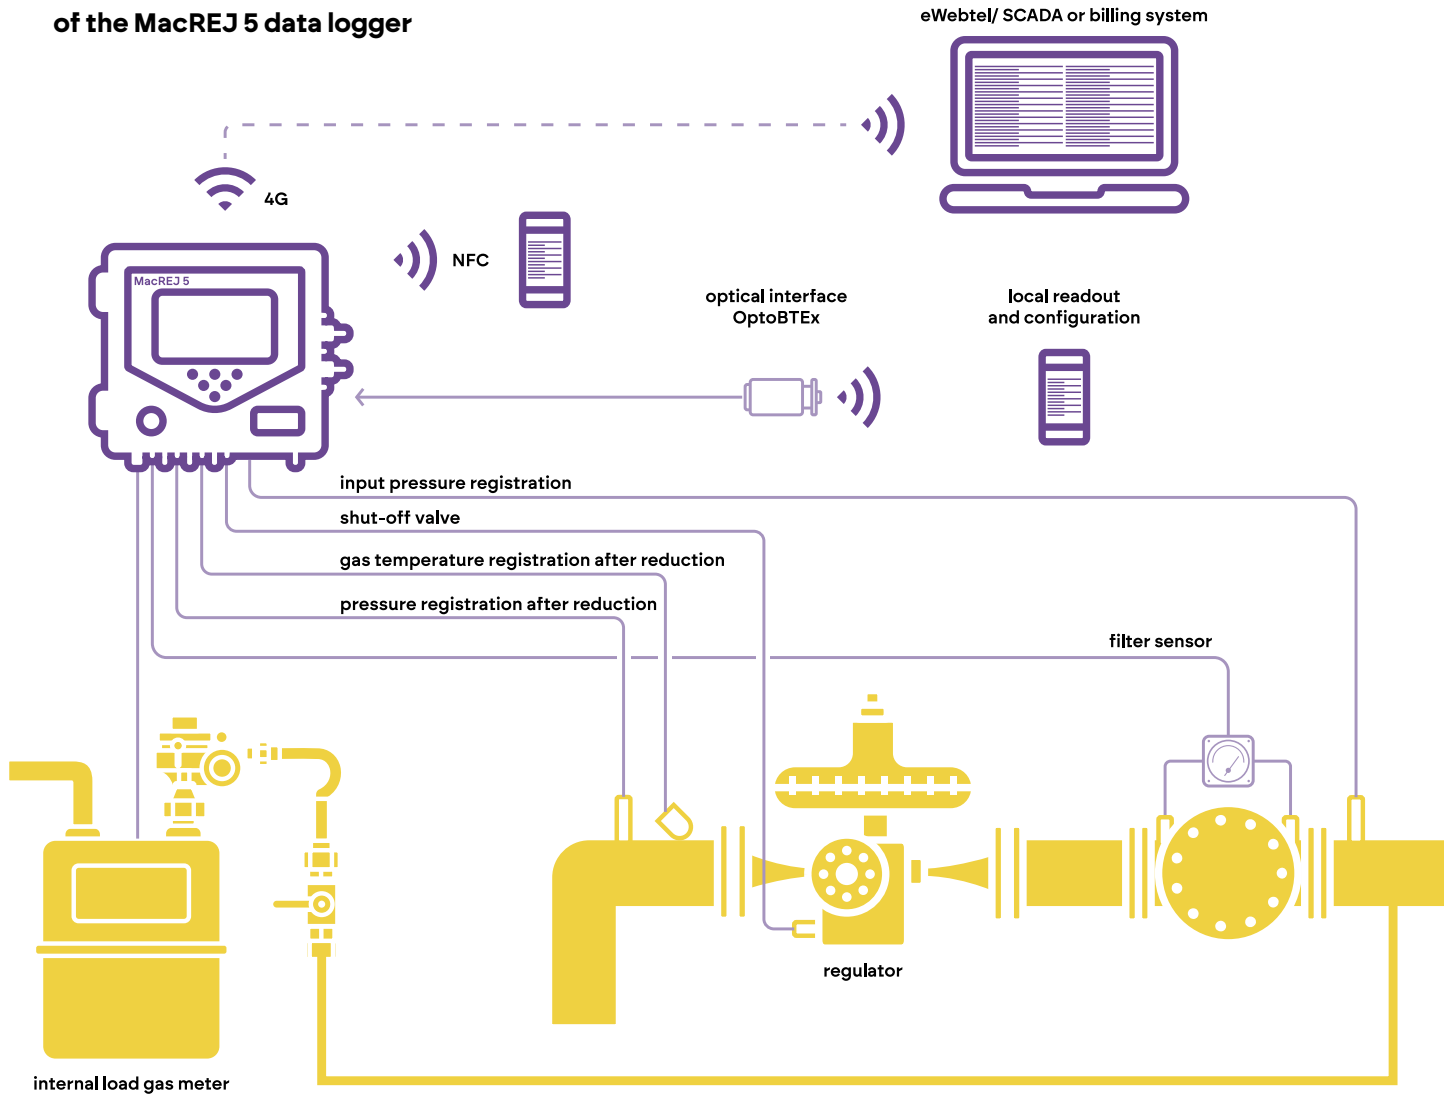 of the MacREJ 5 data logger
eWebtel/ SCADA or billing system
4G
NFC
MacREJ 5
optical interface
OptoBTEx
local readout
and configuration
input pressure registration
shut-off valve
gas temperature registration after reduction
pressure registration after reduction
filter sensor
regulator
internal load gas meter